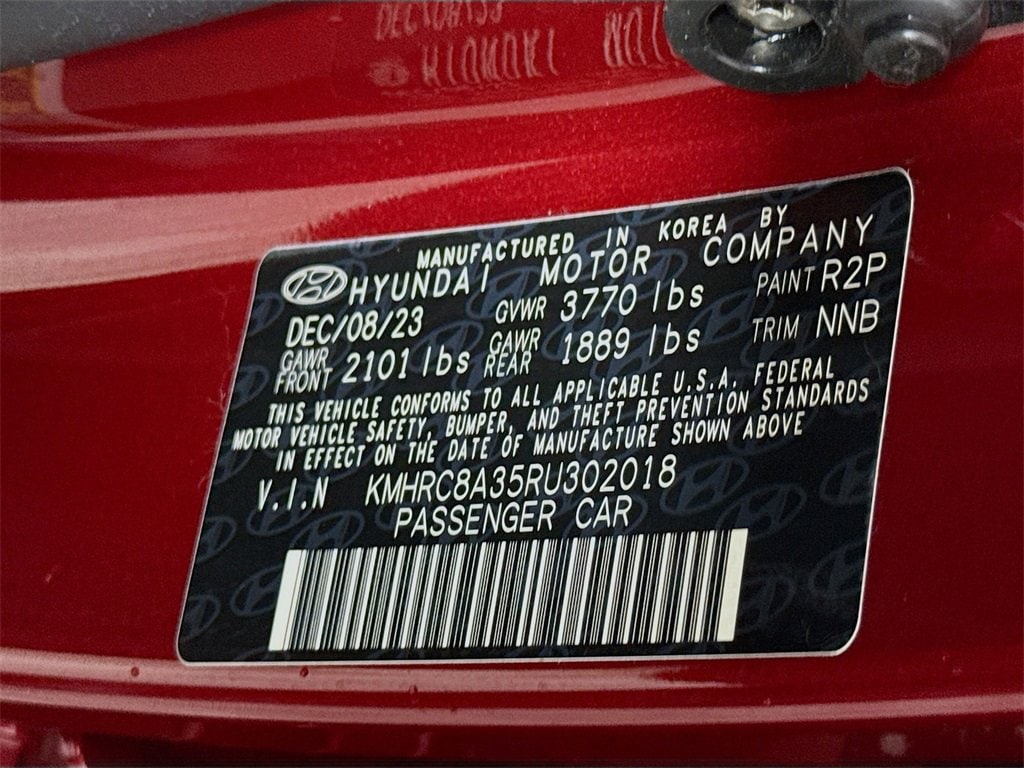 MANUFACTURED IN KOREA BY
HYUNDAI MOTOR COMPANY
DEC/08/23 GVWR 3770 lbs PAINT R2P
GAWR FRONT 2101 lbs GAWR REAR 1889 lbs TRIM NNB
THIS VEHICLE CONFORMS TO ALL APPLICABLE U.S.A. FEDERAL
MOTOR VEHICLE SAFETY, BUMPER, AND THEFT PREVENTION STANDARDS
IN EFFECT ON THE DATE OF MANUFACTURE SHOWN ABOVE
V.I.N KMHRC8A35RU302018
PASSENGER CAR